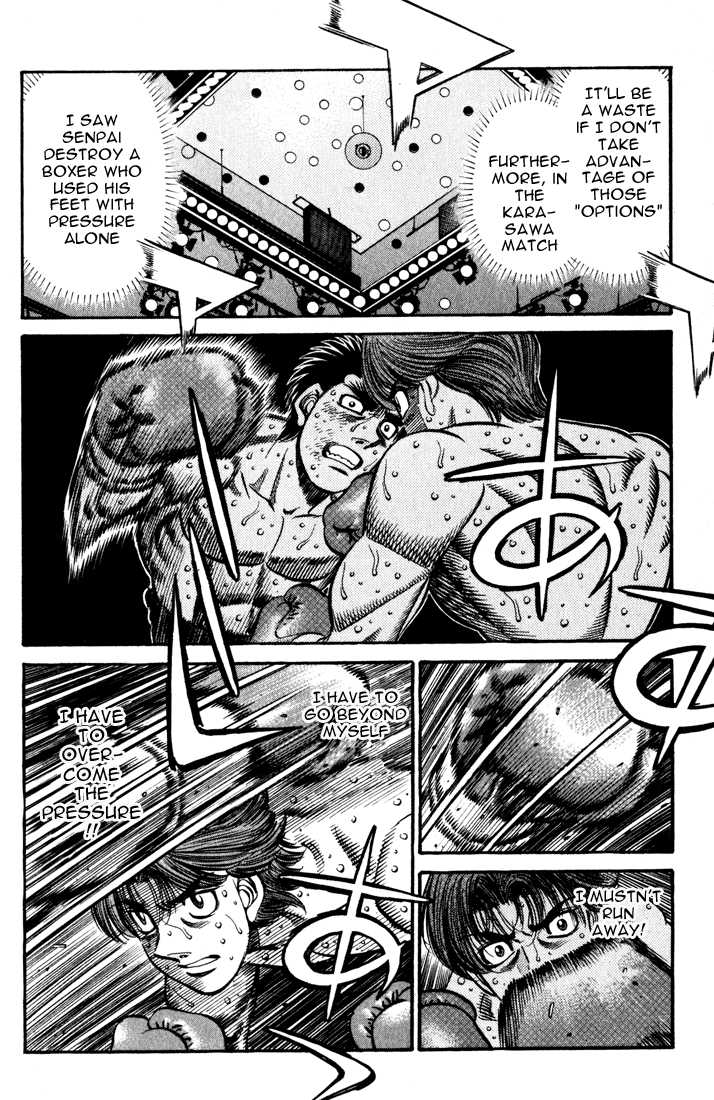 IT'LL
BE
A WASTE
IF I DON'T
TAKE
ADVAN-
TAGE OF
THOSE
"OPTIONS"
FURTHER-
MORE, IN
THE
KARA-
SAWA
MATCH
I SAW
SENPAI
DESTROY A
BOXER WHO
USED HIS
FEET WITH
PRESSURE
ALONE
I MUSTN'T
RUN
AWAY!
I HAVE TO
GO BEYOND
MYSELF
I HAVE
TO
OVER-
COME
THE
PRESSURE
!!